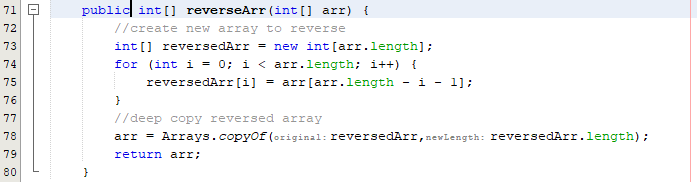 71 public int[] reverseArr(int[] arr) {
72 //create new array to reverse
73 int[] reversedArr = new int[arr.length];
74 for (int i = 0; i < arr.length; i++) {
75 reversedArr[i] = arr[arr.length - i - 1];
76 }
77 //deep copy reversed array
78 arr = Arrays.copyOf(original: reversedArr,newLength: reversedArr.length);
79 return arr;
80 }